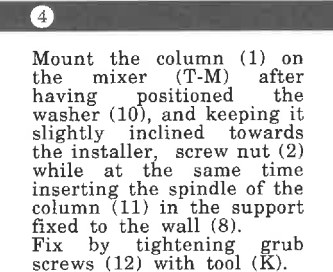 4
Mount the column (1) on
the mixer (T-M) after
having positioned the
washer (10), and keeping it
slightly inclined towards
the installer, screw nut (2)
while at the same time
inserting the spindle of the
column (11) in the support
fixed to the wall (8).
Fix by tightening grub
screws (12) with tool (K).